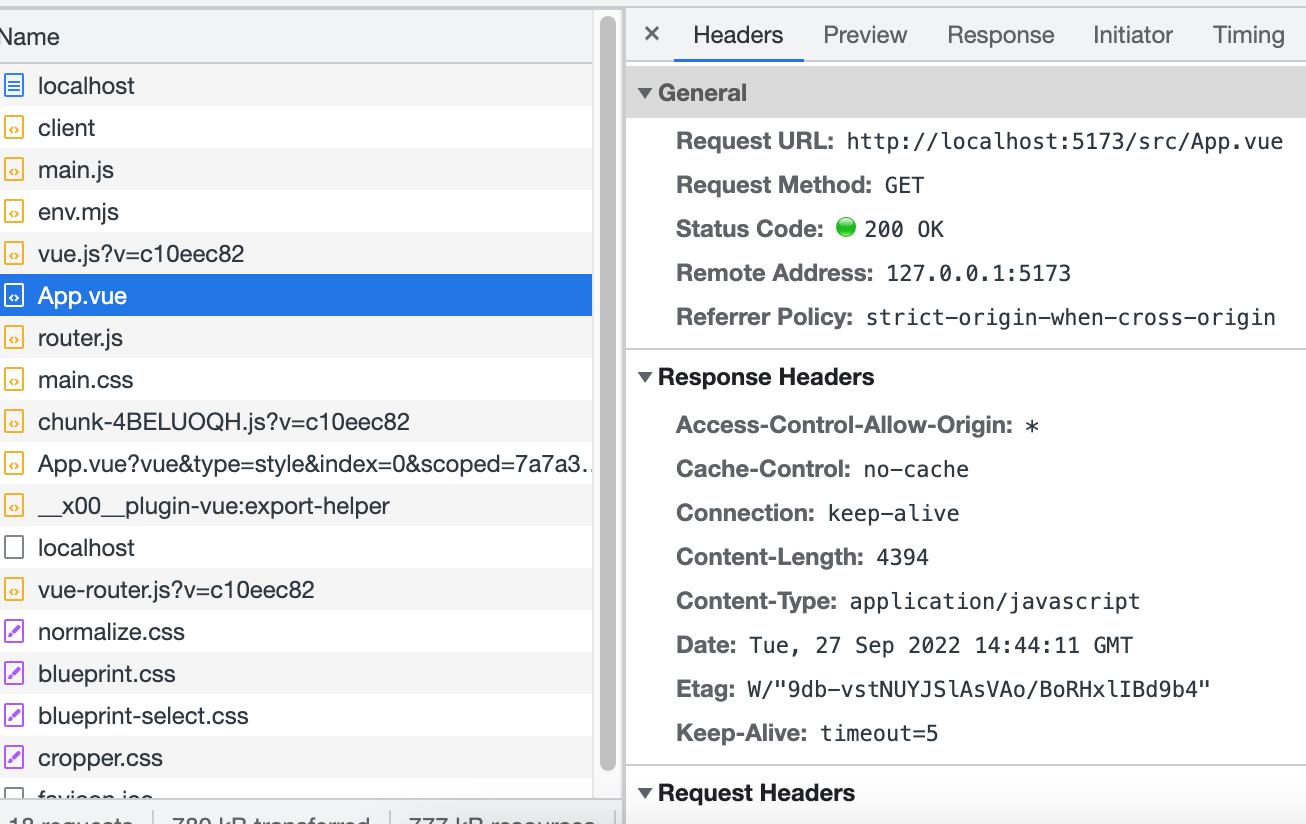 Name
localhost
client
main.js
env.mjs
vue.js?v=c10eec82
App.vue
router.js
main.css
chunk-4BELUOQH.js?v=c10eec82
App.vue?vue&type=style&index=0&scoped=7a7a3..
__x00__plugin-vue:export-helper
localhost
vue-router.js?v=c10eec82
normalize.css
blueprint.css
blueprint-select.css
cropper.css
favicon.ico
18 requests 780 kB transferred 777 kB resources
× Headers Preview Response Initiator Timing
General
Request URL: http://localhost:5173/src/App.vue
Request Method: GET
Status Code: 200 OK
Remote Address: 127.0.0.1:5173
Referrer Policy: strict-origin-when-cross-origin
Response Headers
Access-Control-Allow-Origin: *
Cache-Control: no-cache
Connection: keep-alive
Content-Length: 4394
Content-Type: application/javascript
Date: Tue, 27 Sep 2022 14:44:11 GMT
Etag: W/"9db-vstNUYJSlAsVAo/BoRHxlIBd9b4"
Keep-Alive: timeout=5
Request Headers